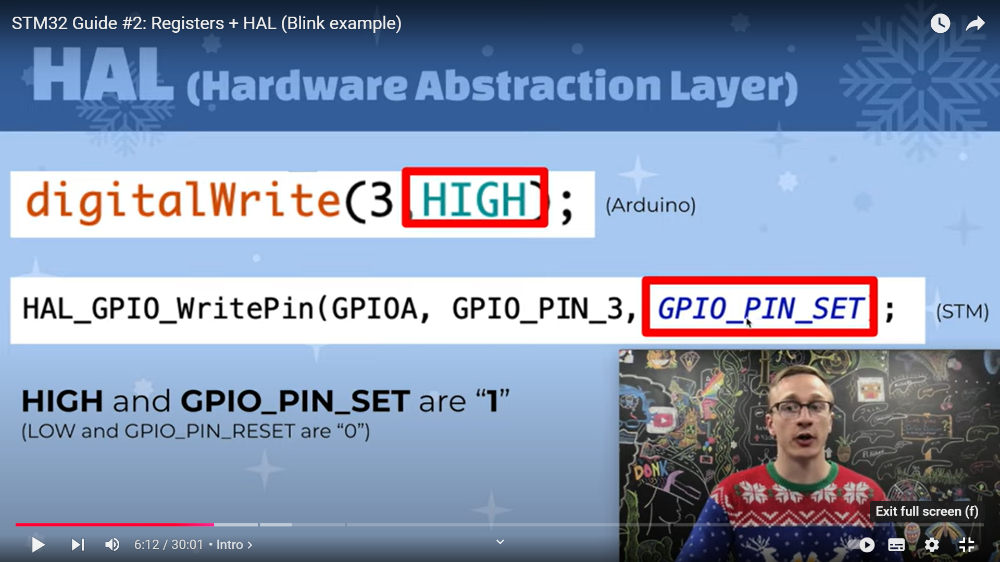 STM32 Guide #2: Registers + HAL (Blink example)
HAL (Hardware Abstraction Layer)
digitalWrite(3,HIGH); (Arduino)
HAL_GPIO_WritePin(GPIOA, GPIO_PIN_3, GPIO_PIN_SET); (STM)
HIGH and GPIO_PIN_SET are “1”
(LOW and GPIO_PIN_RESET are “0”)
DONK
Exit full screen (f)
6:12 / 30:01 • Intro >